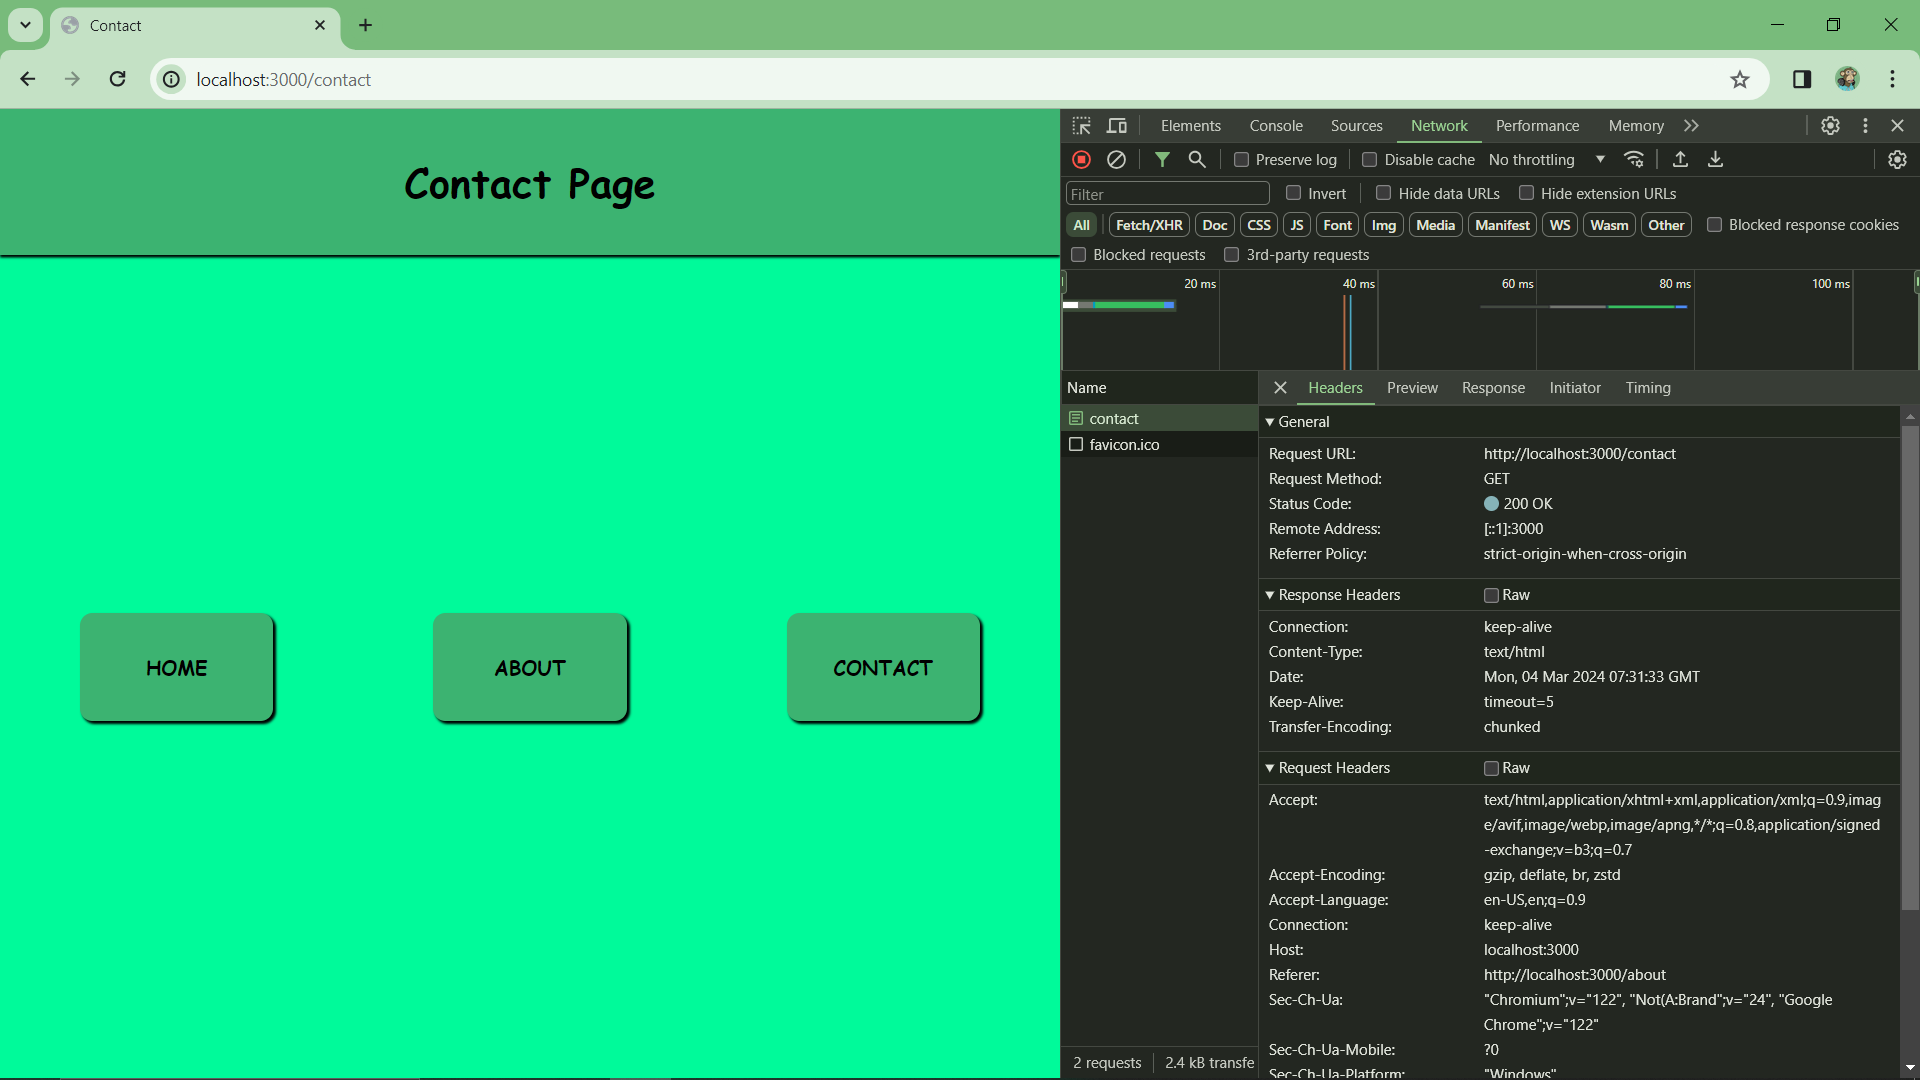 Contact
localhost:3000/contact
Contact Page
HOME
ABOUT
CONTACT
Elements Console Sources Network Performance Memory
Preserve log Disable cache No throttling
Filter Invert Hide data URLs Hide extension URLs
All Fetch/XHR Doc CSS JS Font Img Media Manifest WS Wasm Other Blocked response cookies
Blocked requests 3rd-party requests
20 ms 40 ms 60 ms 80 ms 100 ms
Name
contact
favicon.ico
2 requests 2.4 kB transfe
Headers Preview Response Initiator Timing
General
Request URL: http://localhost:3000/contact
Request Method: GET
Status Code: 200 OK
Remote Address: [::1]:3000
Referrer Policy: strict-origin-when-cross-origin
Response Headers Raw
Connection: keep-alive
Content-Type: text/html
Date: Mon, 04 Mar 2024 07:31:33 GMT
Keep-Alive: timeout=5
Transfer-Encoding: chunked
Request Headers Raw
Accept: text/html,application/xhtml+xml,application/xml;q=0.9,imag
e/avif,image/webp,image/apng,*/*;q=0.8,application/signed
-exchange;v=b3;q=0.7
Accept-Encoding: gzip, deflate, br, zstd
Accept-Language: en-US,en;q=0.9
Connection: keep-alive
Host: localhost:3000
Referer: http://localhost:3000/about
Sec-Ch-Ua: "Chromium";v="122", "Not(A:Brand";v="24", "Google
Chrome";v="122"
Sec-Ch-Ua-Mobile: ?0
Sec-Ch-Ua-Platform: "Windows"